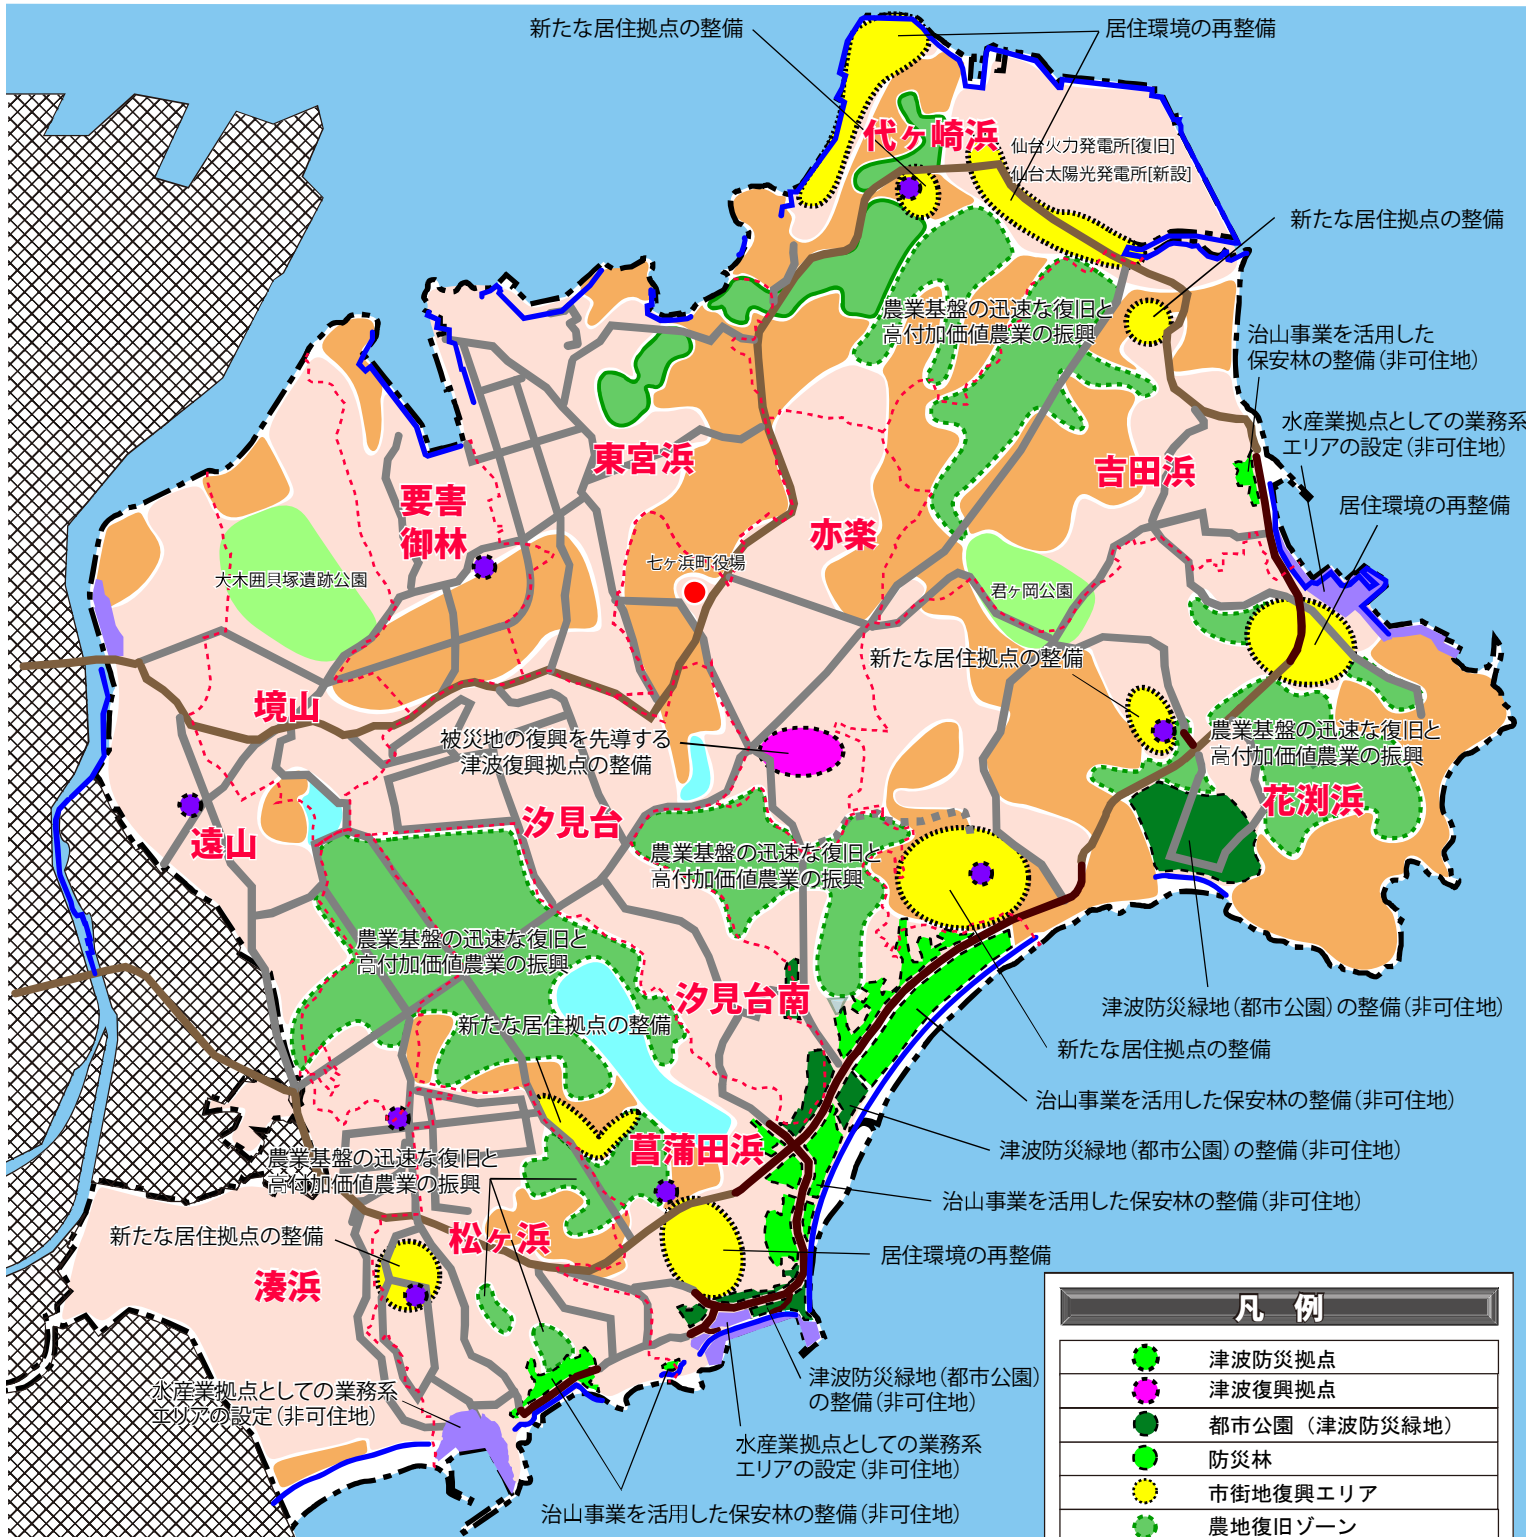 新たな居住拠点の整備
居住環境の再整備
代ヶ崎浜
仙台火力発電所[復旧]
仙台太陽光発電所[新設]
新たな居住拠点の整備
農業基盤の迅速な復旧と
高付加価値農業の振興
治山事業を活用した
保安林の整備(非可住地)
水産業拠点としての業務系
エリアの設定(非可住地)
東宮浜
吉田浜
要害
御林
居住環境の再整備
亦楽
七ヶ浜町役場
大木囲貝塚遺跡公園
君ヶ岡公園
新たな居住拠点の整備
境山
被災地の復興を先導する
津波復興拠点の整備
農業基盤の迅速な復旧と
高付加価値農業の振興
花渕浜
汐見台
遠山
農業基盤の迅速な復旧と
高付加価値農業の振興
農業基盤の迅速な復旧と
高付加価値農業の振興
汐見台南
津波防災緑地(都市公園)の整備(非可住地)
新たな居住拠点の整備
新たな居住拠点の整備
治山事業を活用した保安林の整備(非可住地)
菖蒲田浜
津波防災緑地(都市公園)の整備(非可住地)
農業基盤の迅速な復旧と
高付加価値農業の振興
治山事業を活用した保安林の整備(非可住地)
新たな居住拠点の整備
松ヶ浜
居住環境の再整備
湊浜
凡 例
津波防災拠点
津波復興拠点
都市公園（津波防災緑地）
防災林
市街地復興エリア
農地復旧ゾーン
津波防災緑地(都市公園)
の整備(非可住地)
水産業拠点としての業務系
エリアの設定(非可住地)
水産業拠点としての業務系
エリアの設定(非可住地)
治山事業を活用した保安林の整備(非可住地)